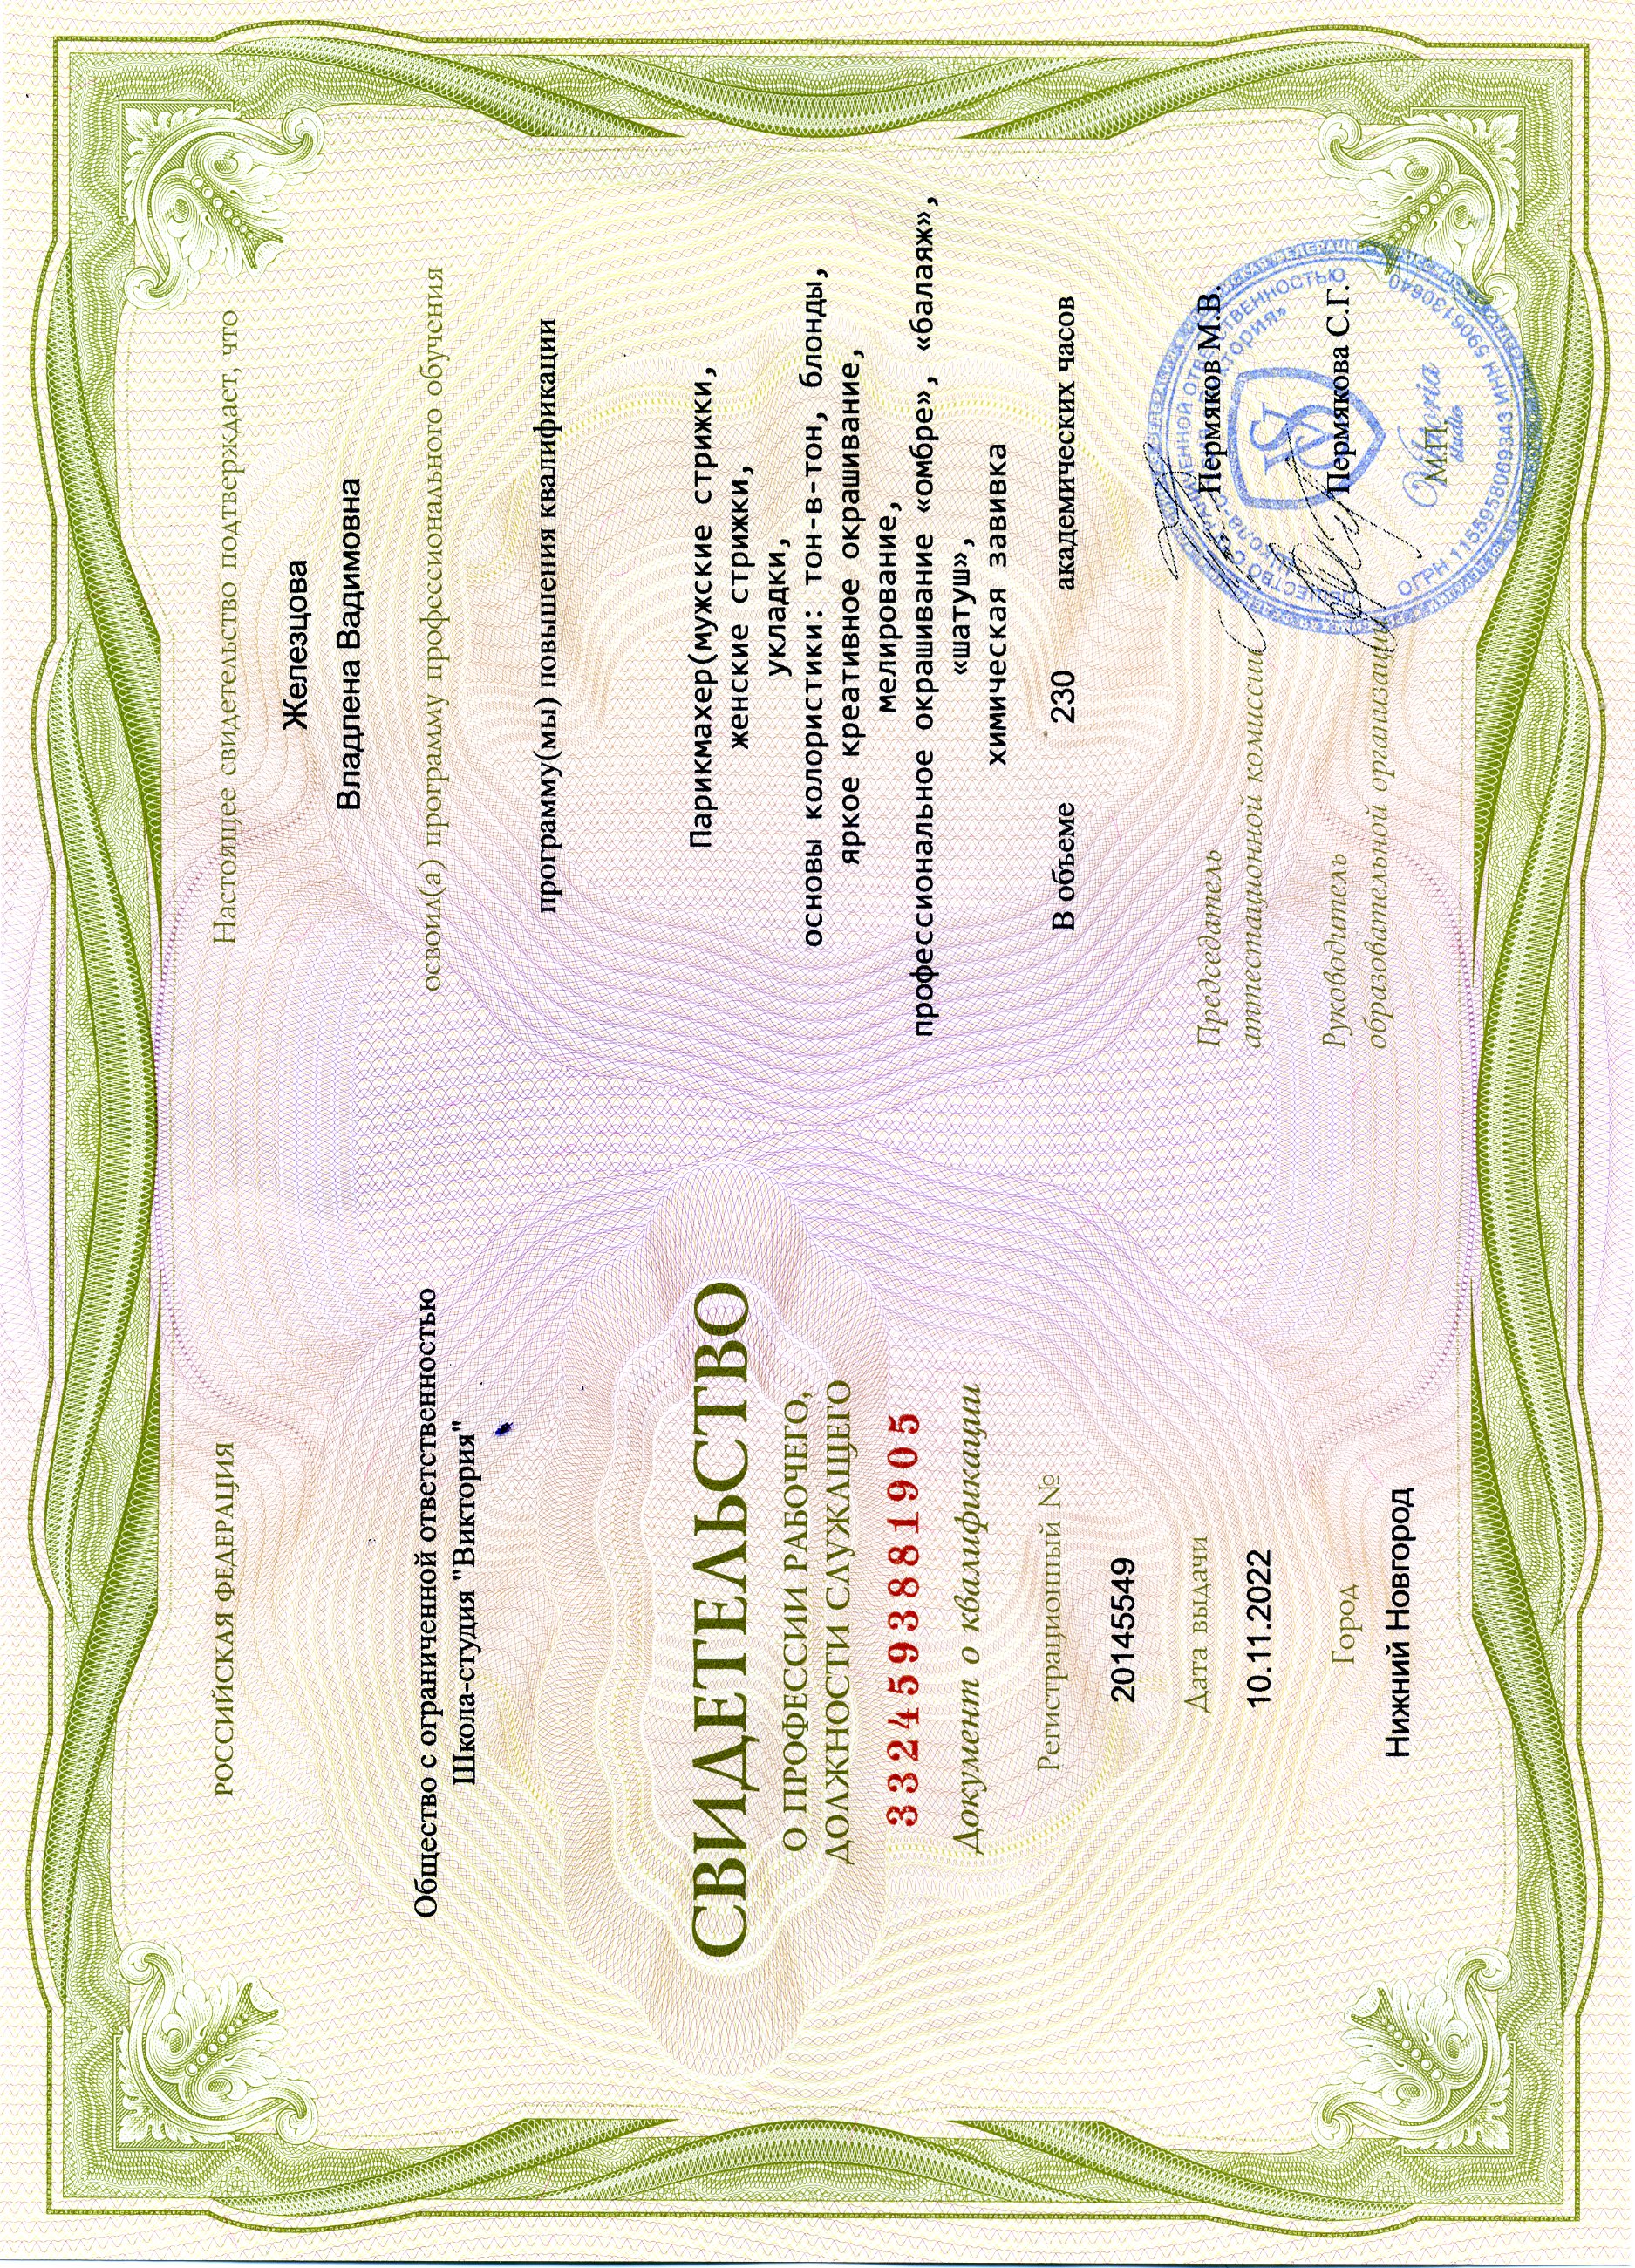 РОССИЙСКАЯ ФЕДЕРАЦИЯ
Общество с ограниченной ответственностью
Школа-студия "Виктория"
СВИДЕТЕЛЬСТВО
О ПРОФЕССИИ РАБОЧЕГО,
ДОЛЖНОСТИ СЛУЖАЩЕГО
332459388 1905
Документ о квалификации
Регистрационный №
20145549
Дата выдачи
10.11.2022
Город
Нижний Новгород
Настоящее свидетельство подтверждает, что
Железцова
Владлена Вадимовна
освоил(а) программу профессионального обучения
программу(мы) повышения квалификации
Парикмахер(мужские стрижки,
женские стрижки,
укладки,
основы колористики: тон-в-тон, блонды,
яркое креативное окрашивание,
мелирование,
профессиональное окрашивание «омбре», «балаяж»,
«шатуш»,
химическая завивка
В объеме 230 академических часов
Председатель
аттестационной комиссии
Пермяков М.В.
Руководитель
образовательной организации
Пермякова С.Г.
М.П.
ОГРН 1155958069343 ИНН 5905130640
Viktoria
studio